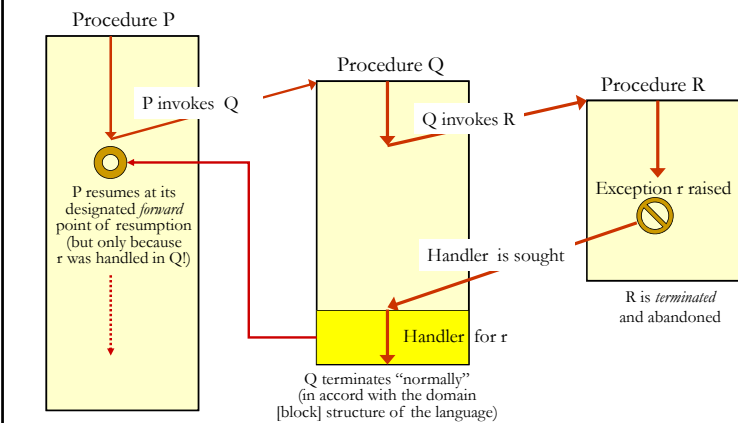 Procedure P
P invokes Q
P resumes at its
designated forward
point of resumption
(but only because
r was handled in Q!)
Procedure Q
Q invokes R
Handler is sought
Handler for r
Q terminates “normally”
(in accord with the domain
[block] structure of the language)
Procedure R
Exception r raised
R is terminated
and abandoned